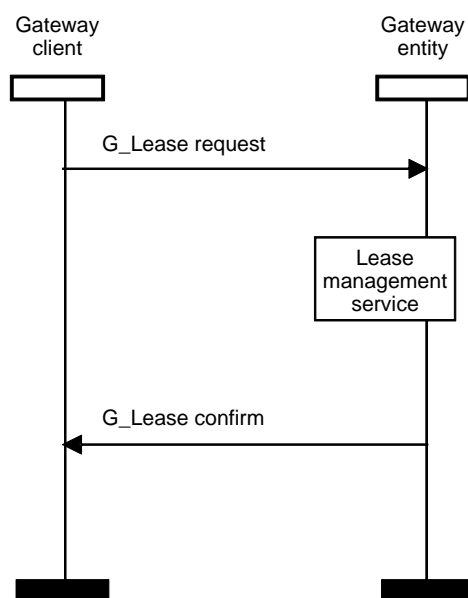 Gateway
client
Gateway
entity
G_Lease request
Lease
management
service
G_Lease confirm